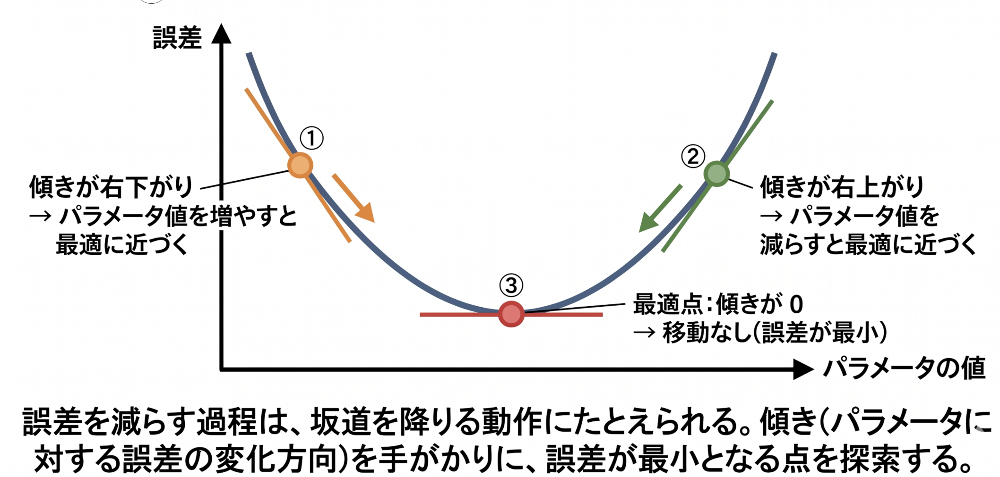 誤差
①
②
傾きが右下がり
→ パラメータ値を増やすと
最適に近づく
傾きが右上がり
→ パラメータ値を
減らすと最適に近づく
③
最適点：傾きが 0
→ 移動なし（誤差が最小）
パラメータの値
誤差を減らす過程は、坂道を降りる動作にたとえられる。傾き（パラメータに
対する誤差の変化方向）を手がかりに、誤差が最小となる点を探索する。